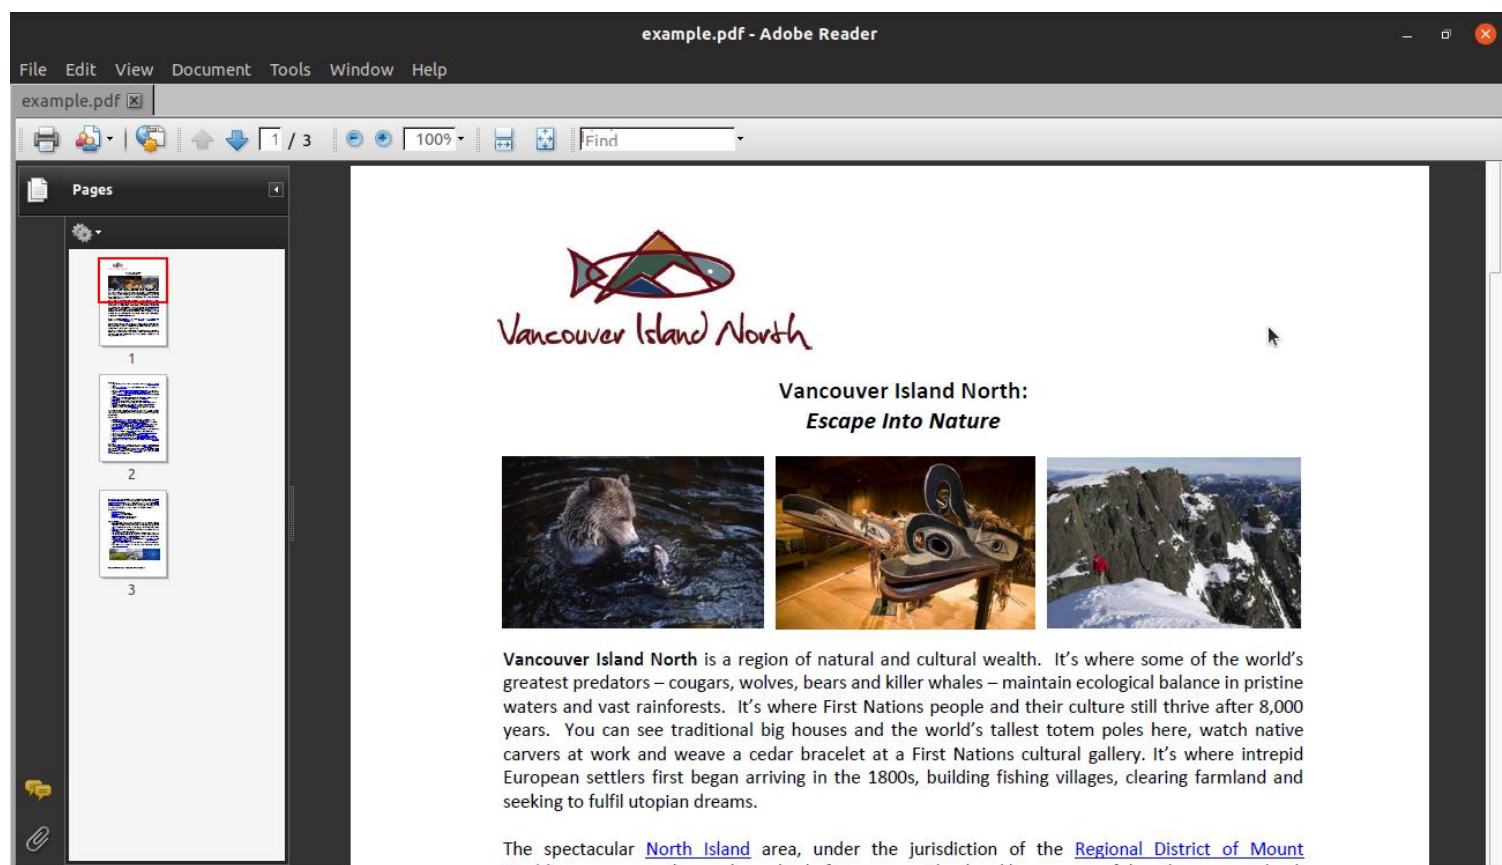 example.pdf - Adobe Reader
File Edit View Document Tools Window Help
example.pdf
1 / 3 100% Find
Pages
1
2
3
Vancouver Island North
Vancouver Island North:
Escape Into Nature
Vancouver Island North is a region of natural and cultural wealth. It’s where some of the world’s
greatest predators – cougars, wolves, bears and killer whales – maintain ecological balance in pristine
waters and vast rainforests. It’s where First Nations people and their culture still thrive after 8,000
years. You can see traditional big houses and the world’s tallest totem poles here, watch native
carvers at work and weave a cedar bracelet at a First Nations cultural gallery. It’s where intrepid
European settlers first began arriving in the 1800s, building fishing villages, clearing farmland and
seeking to fulfil utopian dreams.
The spectacular North Island area, under the jurisdiction of the Regional District of Mount